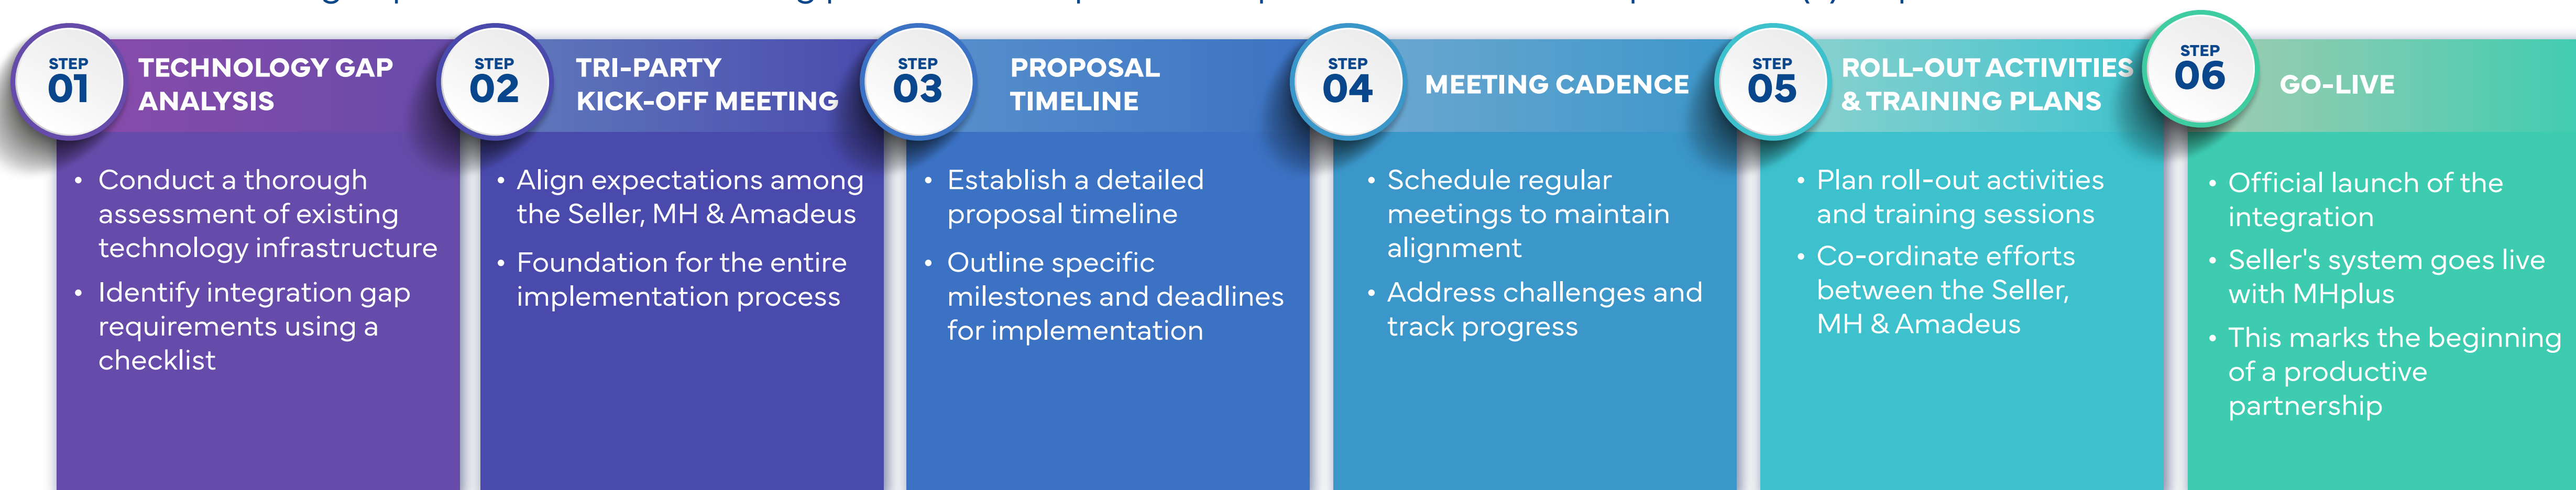 STEP
01
TECHNOLOGY GAP
ANALYSIS
• Conduct a thorough
assessment of existing
technology infrastructure
• Identify integration gap
requirements using a
checklist
STEP
02
TRI-PARTY
KICK-OFF MEETING
• Align expectations among
the Seller, MH & Amadeus
• Foundation for the entire
implementation process
STEP
03
PROPOSAL
TIMELINE
• Establish a detailed
proposal timeline
• Outline specific
milestones and deadlines
for implementation
STEP
04
MEETING CADENCE
• Schedule regular
meetings to maintain
alignment
• Address challenges and
track progress
STEP
05
ROLL-OUT ACTIVITIES
& TRAINING PLANS
• Plan roll-out activities
and training sessions
• Co-ordinate efforts
between the Seller,
MH & Amadeus
STEP
06
GO-LIVE
• Official launch of the
integration
• Seller's system goes live
with MHplus
• This marks the beginning
of a productive
partnership